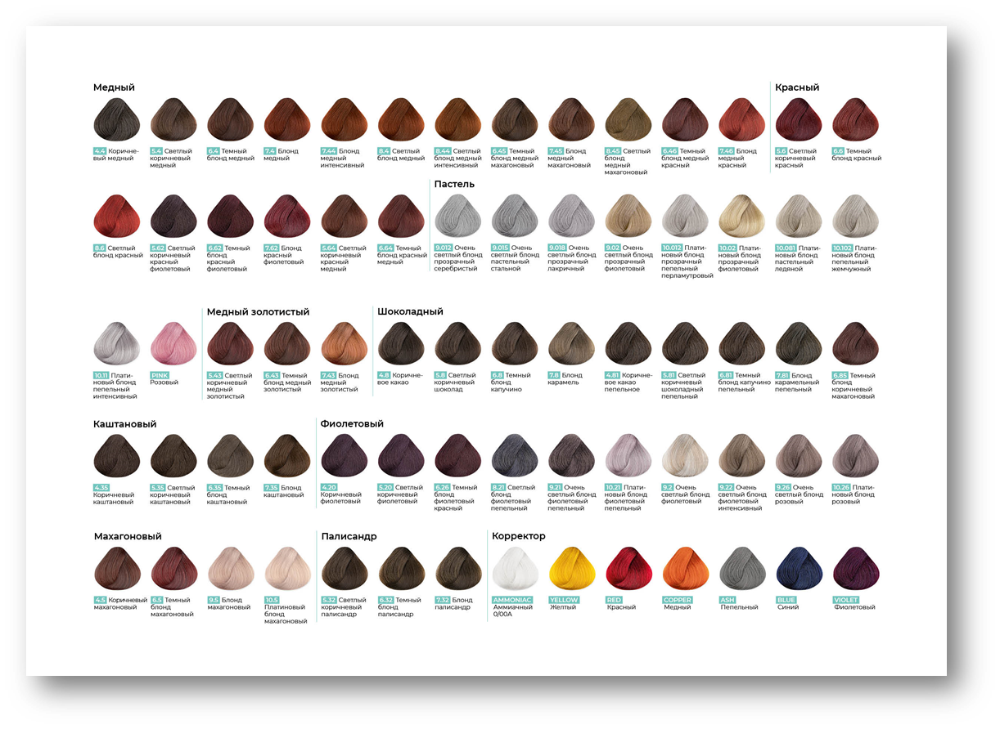 Медный
Красный
4.4 Коричне-
вый медный
5.4 Светлый
коричневый
медный
6.4 Темный
блонд медный
7.4 Блонд
медный
7.44 Блонд
медный
интенсивный
8.4 Светлый
блонд медный
8.44 Светлый
блонд медный
интенсивный
6.45 Темный
блонд медный
махагоновый
7.45 Блонд
медный
махагоновый
8.45 Светлый
блонд
медный
махагоновый
6.46 Темный
блонд медный
красный
7.46 Блонд
медный
красный
5.6 Светлый
коричневый
красный
6.6 Темный
блонд красный
Пастель
8.6 Светлый
блонд красный
5.62 Светлый
коричневый
красный
фиолетовый
6.62 Темный
блонд
красный
фиолетовый
7.62 Блонд
красный
фиолетовый
5.64 Светлый
коричневый
красный
медный
6.64 Темный
блонд красный
медный
9.012 Очень
светлый блонд
прозрачный
серебристый
9.015 Очень
светлый блонд
пастельный
стальной
9.018 Очень
светлый блонд
прозрачный
лакричный
9.02 Очень
светлый блонд
прозрачный
фиолетовый
10.012 Плати-
новый блонд
прозрачный
пепельный
перламутровый
10.02 Плати-
новый блонд
прозрачный
фиолетовый
10.081 Плати-
новый блонд
пастельный
ледяной
10.102 Плати-
новый блонд
пепельный
жемчужный
Медный золотистый
Шоколадный
10.11 Плати-
новый блонд
пепельный
интенсивный
PINK
Розовый
5.43 Светлый
коричневый
медный
золотистый
6.43 Темный
блонд медный
золотистый
7.43 Блонд
медный
золотистый
4.8 Коричне-
вое какао
5.8 Светлый
коричневый
шоколад
6.8 Темный
блонд
капучино
7.8 Блонд
карамель
4.81 Коричне-
вое какао
пепельное
5.81 Светлый
коричневый
шоколадный
пепельный
6.81 Темный
блонд капучино
пепельный
7.81 Блонд
карамельный
пепельный
6.85 Темный
блонд
коричневый
махагоновый
Каштановый
Фиолетовый
4.35
Коричневый
каштановый
5.35 Светлый
коричневый
каштановый
6.35 Темный
блонд
каштановый
7.35 Блонд
каштановый
4.20
Коричневый
фиолетовый
5.20 Светлый
коричневый
фиолетовый
6.26 Темный
блонд
фиолетовый
красный
8.21 Светлый
блонд
фиолетовый
пепельный
9.21 Очень
светлый блонд
фиолетовый
пепельный
10.21 Плати-
новый блонд
фиолетовый
пепельный
9.2 Очень
светлый блонд
фиолетовый
9.22 Очень
светлый блонд
фиолетовый
интенсивный
9.26 Очень
светлый блонд
розовый
10.26 Плати-
новый блонд
розовый
Махагоновый
Палисандр
Корректор
4.5 Коричневый
махагоновый
6.5 Темный
блонд
махагоновый
9.5 Блонд
махагоновый
10.5
Платиновый
блонд
махагоновый
5.32 Светлый
коричневый
палисандр
6.32 Темный
блонд
палисандр
7.32 Блонд
палисандр
AMMONIAC
Аммиачный
0/00A
YELLOW
Желтый
RED
Красный
COPPER
Медный
ASH
Пепельный
BLUE
Синий
VIOLET
Фиолетовый